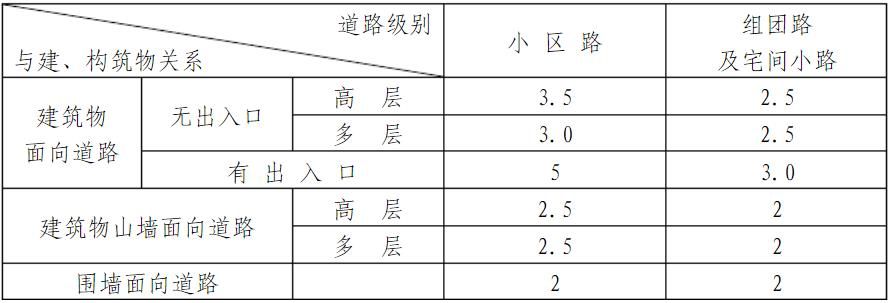 道路级别
与建、构筑物关系
小 区 路
组团路
及宅间小路
建筑物
面向道路
无出入口
高 层
3.5
2.5
多 层
3.0
2.5
有 出 入 口
5
3.0
建筑物山墙面向道路
高 层
2.5
2
多 层
2.5
2
围墙面向道路
2
2